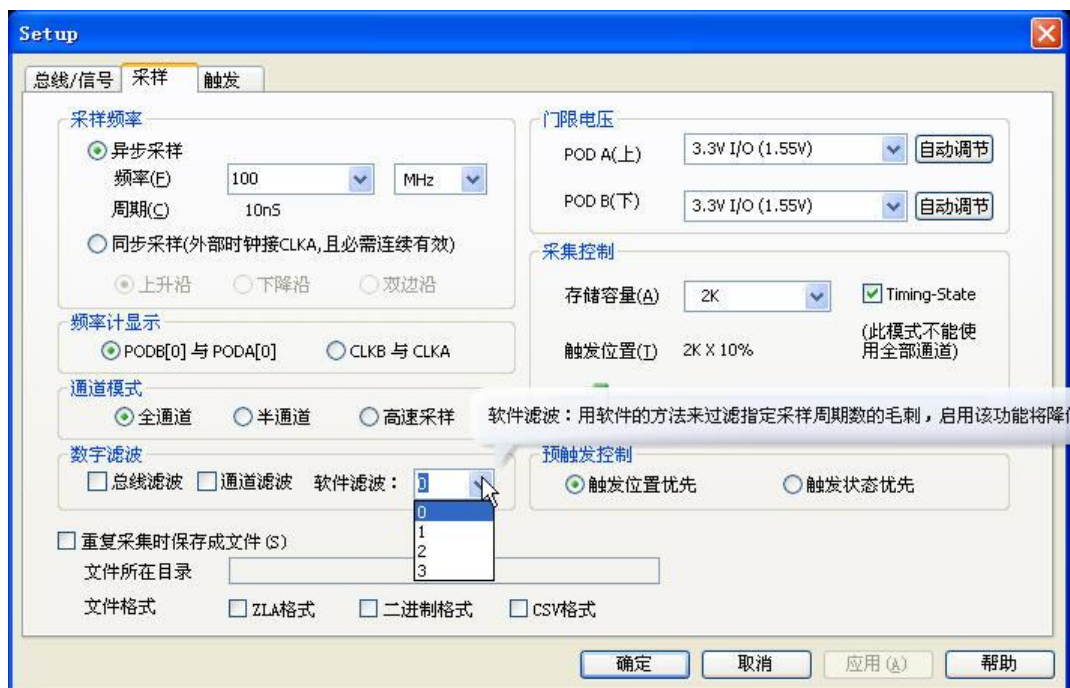 Setup
总线/信号 采样 触发
采样频率
异步采样
频率(F) 100 MHz
周期(C) 10nS
同步采样(外部时钟接CLKA,且必需连续有效)
上升沿 下降沿 双边沿
频率计显示
PODB[0] 与 PODA[0] CLKB 与 CLKA
通道模式
全通道 半通道 高速采样
数字滤波
总线滤波 通道滤波 软件滤波： 0
0
1
2
3
门限电压
POD A(上) 3.3V I/O (1.55V) 自动调节
POD B(下) 3.3V I/O (1.55V) 自动调节
采集控制
存储容量(A) 2K Timing-State
(此模式不能使
用全部通道)
触发位置(T) 2K X 10%
软件滤波：用软件的方法来过滤指定采样周期数的毛刺，启用该功能将降
预触发控制
触发位置优先 触发状态优先
重复采集时保存成文件(S)
文件所在目录
文件格式 ZLA格式 二进制格式 CSV格式
确定 取消 应用(A) 帮助